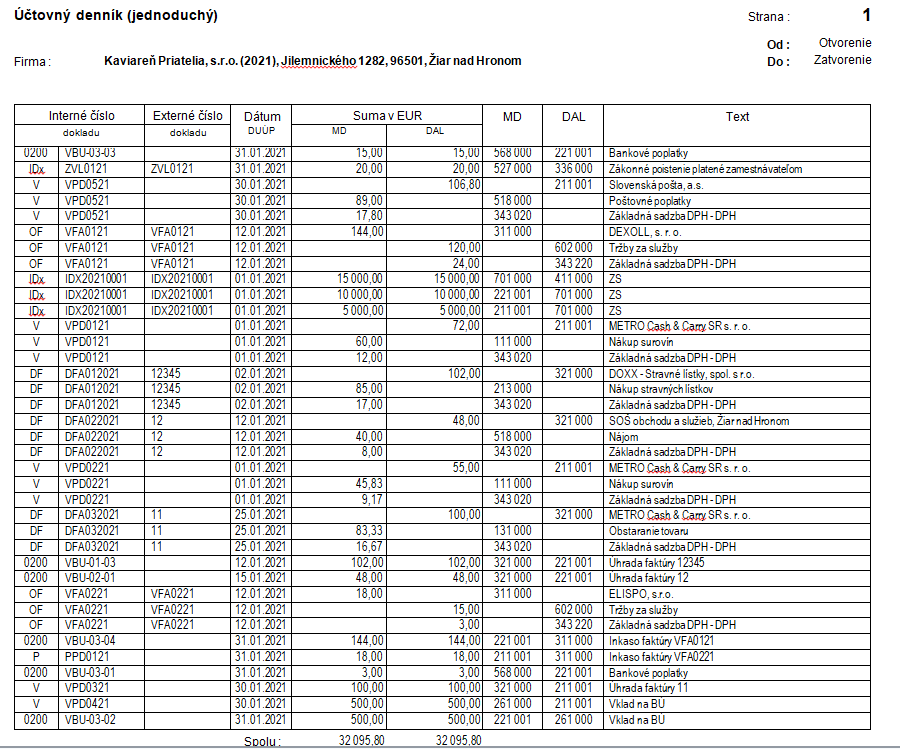 Účtovný denník (jednoduchý)
Strana : 1
Od : Otvorenie
Firma : Kaviareň Priatelia, s.r.o. (2021), Jilemnického 1282, 96501, Žiar nad Hronom
Do : Zatvorenie
Interné číslo Externé číslo Dátum Suma v EUR MD DAL Text
dokladu dokladu DUÚP MD DAL
0200 VBU-03-03 31.01.2021 15,00 15,00 568 000 221 001 Bankové poplatky
IDx ZVL0121 ZVL0121 31.01.2021 20,00 20,00 527 000 336 000 Zákonné poistenie platené zamestnávateľom
V VPD0521 30.01.2021 106,80 211 001 Slovenská pošta, a.s.
V VPD0521 30.01.2021 89,00 518 000 Poštovné poplatky
V VPD0521 30.01.2021 17,80 343 020 Základná sadzba DPH - DPH
OF VFA0121 VFA0121 12.01.2021 144,00 311 000 DEXOLL, s. r. o.
OF VFA0121 VFA0121 12.01.2021 120,00 602 000 Tržby za služby
OF VFA0121 VFA0121 12.01.2021 24,00 343 220 Základná sadzba DPH - DPH
IDx IDX20210001 IDX20210001 01.01.2021 15 000,00 15 000,00 701 000 411 000 ZS
IDx IDX20210001 IDX20210001 01.01.2021 10 000,00 10 000,00 221 001 701 000 ZS
IDx IDX20210001 IDX20210001 01.01.2021 5 000,00 5 000,00 211 001 701 000 ZS
V VPD0121 01.01.2021 72,00 211 001 METRO Cash & Carry SR s. r. o.
V VPD0121 01.01.2021 60,00 111 000 Nákup surovín
V VPD0121 01.01.2021 12,00 343 020 Základná sadzba DPH - DPH
DF DFA012021 12345 02.01.2021 102,00 321 000 DOXX - Stravné lístky, spol. s r.o.
DF DFA012021 12345 02.01.2021 85,00 213 000 Nákup stravných lístkov
DF DFA012021 12345 02.01.2021 17,00 343 020 Základná sadzba DPH - DPH
DF DFA022021 12 12.01.2021 48,00 321 000 SOŠ obchodu a služieb, Žiar nad Hronom
DF DFA022021 12 12.01.2021 40,00 518 000 Nájom
DF DFA022021 12 12.01.2021 8,00 343 020 Základná sadzba DPH - DPH
V VPD0221 01.01.2021 55,00 211 001 METRO Cash & Carry SR s. r. o.
V VPD0221 01.01.2021 45,83 111 000 Nákup surovín
V VPD0221 01.01.2021 9,17 343 020 Základná sadzba DPH - DPH
DF DFA032021 11 25.01.2021 100,00 321 000 METRO Cash & Carry SR s. r. o.
DF DFA032021 11 25.01.2021 83,33 131 000 Obstaranie tovaru
DF DFA032021 11 25.01.2021 16,67 343 020 Základná sadzba DPH - DPH
0200 VBU-01-03 12.01.2021 102,00 102,00 321 000 221 001 Úhrada faktúry 12345
0200 VBU-02-01 15.01.2021 48,00 48,00 321 000 221 001 Úhrada faktúry 12
OF VFA0221 VFA0221 12.01.2021 18,00 311 000 ELISPO, s.r.o.
OF VFA0221 VFA0221 12.01.2021 15,00 602 000 Tržby za služby
OF VFA0221 VFA0221 12.01.2021 3,00 343 220 Základná sadzba DPH - DPH
0200 VBU-03-04 31.01.2021 144,00 144,00 221 001 311 000 Inkaso faktúry VFA0121
P PPD0121 31.01.2021 18,00 18,00 211 001 311 000 Inkaso faktúry VFA0221
0200 VBU-03-01 31.01.2021 3,00 3,00 568 000 221 001 Bankové poplatky
V VPD0321 30.01.2021 100,00 100,00 321 000 211 001 Úhrada faktúry 11
V VPD0421 30.01.2021 500,00 500,00 261 000 211 001 Vklad na BÚ
0200 VBU-03-02 31.01.2021 500,00 500,00 221 001 261 000 Vklad na BÚ
Spolu : 32 095,80 32 095,80